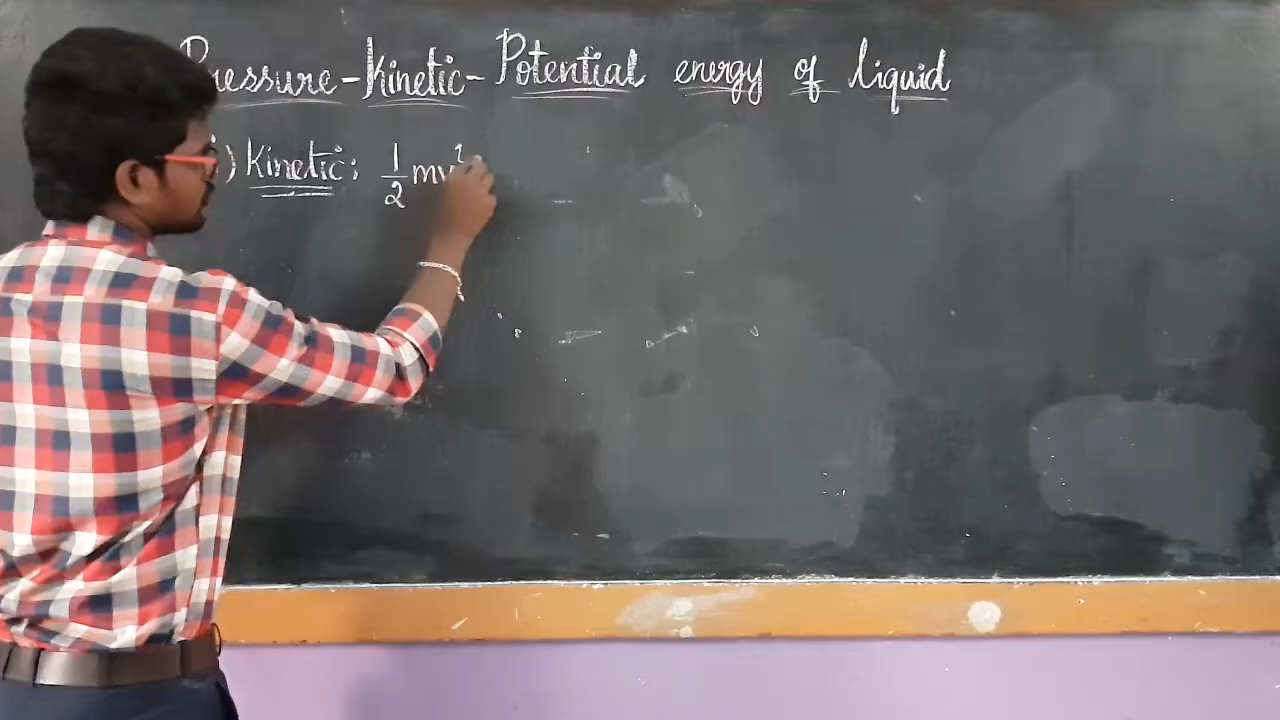 Pressure-Kinetic-Potential energy of liquid
i) Kinetic: 1/2 mv²